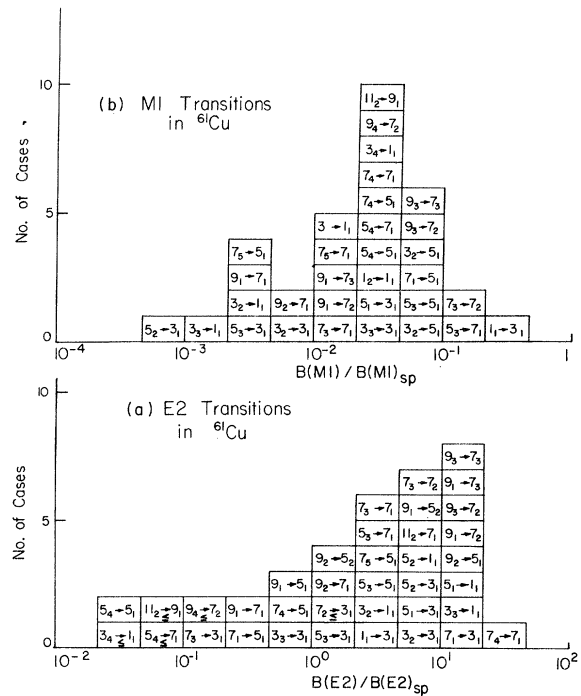 10
(b) M1 Transitions
in ⁶¹Cu
No. of Cases
5
0
11₂→9₁
9₄→7₂
3₄→1₁
7₄→7₁
7₄→5₁ 9₃→7₃
3→1₁ 5₄→7₁ 9₃→7₂
7₅→5₁ 7₅→7₁ 5₄→5₁ 3₂→5₁
9₁→7₁ 9₁→7₃ 1₂→1₁ 7₁→5₁
3₂→1₁ 9₂→7₁ 9₁→7₂ 5₁→3₁ 5₃→5₁ 7₃→7₂
5₂→3₁ 3₃→1₁ 5₃→3₁ 3₂→3₁ 7₃→7₁ 3₃→3₁ 3₂→5₁ 5₃→7₁ 1₁→3₁
10⁻⁴ 10⁻³ 10⁻² 10⁻¹ 1
B(M1)/B(M1)sp
10
(a) E2 Transitions
in ⁶¹Cu
No. of Cases
5
0
9₃→7₃
7₃→7₂ 9₁→7₃
7₃→7₁ 9₁→5₂ 9₃→7₂
5₃→7₁ 11₂→7₁ 9₁→7₂
9₂→5₂ 7₅→5₁ 5₂→1₁ 9₂→5₁
9₁→5₁ 9₂→7₁ 5₃→5₁ 5₂→3₁ 5₁→1₁
5₄→5₁ 11₂≤→9₁ 9₄≤→7₂ 9₁→7₁ 7₄→5₁ 7₂≤→3₁ 3₂→1₁ 5₁→3₁ 3₃→1₁
3₄≤→1₁ 5₄≤→7₁ 7₃→3₁ 7₁→5₁ 3₃→3₁ 5₃→3₁ 1₁→3₁ 3₂→3₁ 7₁→3₁ 7₄→7₁
10⁻² 10⁻¹ 10⁰ 10¹ 10²
B(E2)/B(E2)sp